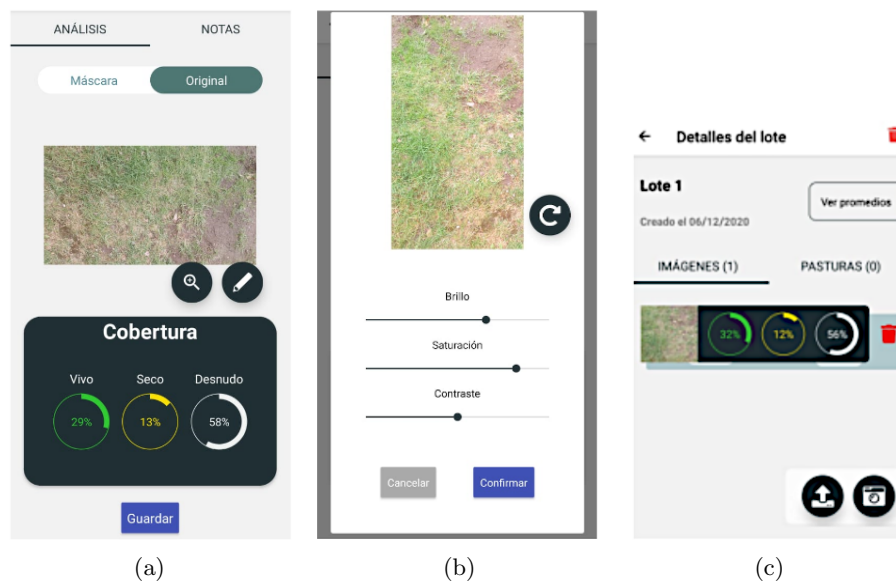 ANÁLISIS NOTAS
Máscara Original
Cobertura
Vivo Seco Desnudo
29% 13% 58%
Guardar
(a)
Brillo
Saturación
Contraste
Cancelar Confirmar
(b)
Detalles del lote
Lote 1
Ver promedios
Creado el 06/12/2020
IMÁGENES (1) PASTURAS (0)
32% 12% 56%
(c)